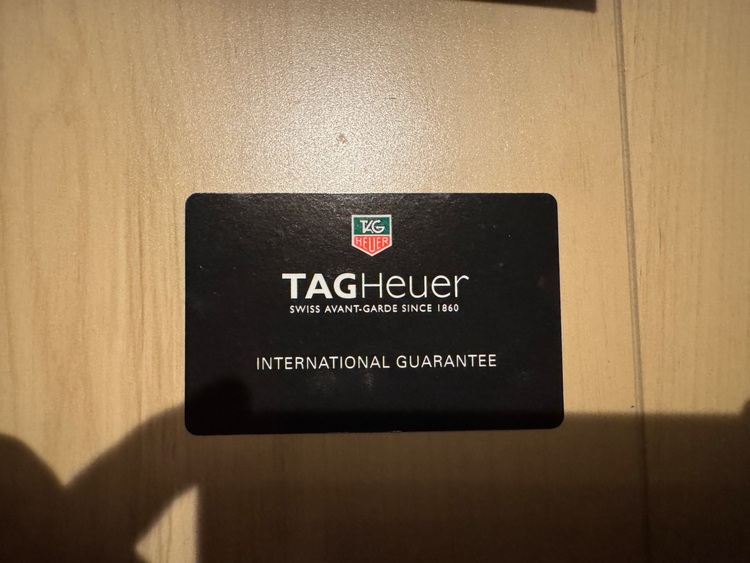 TAG
HEUER
TAGHeuer
SWISS AVANT-GARDE SINCE 1860
INTERNATIONAL GUARANTEE